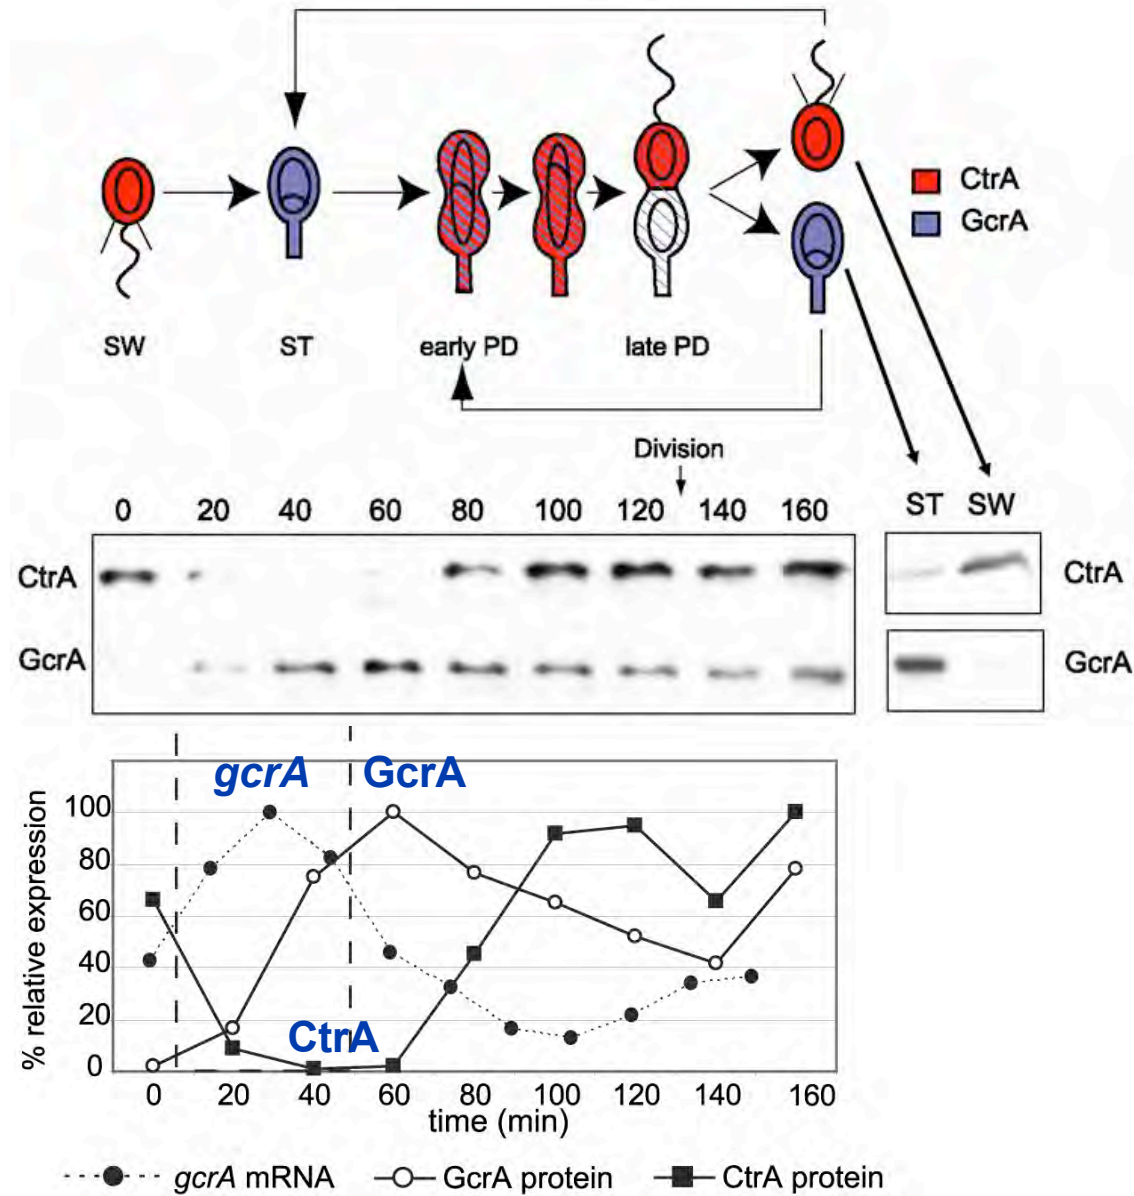 CtrA
GcrA
SW
ST
early PD
late PD
Division
0 20 40 60 80 100 120 140 160
ST SW
CtrA
GcrA
CtrA
GcrA
gcrA
GcrA
CtrA
% relative expression
100
80
60
40
20
0
0 20 40 60 80 100 120 140 160
time (min)
gcrA mRNA
GcrA protein
CtrA protein